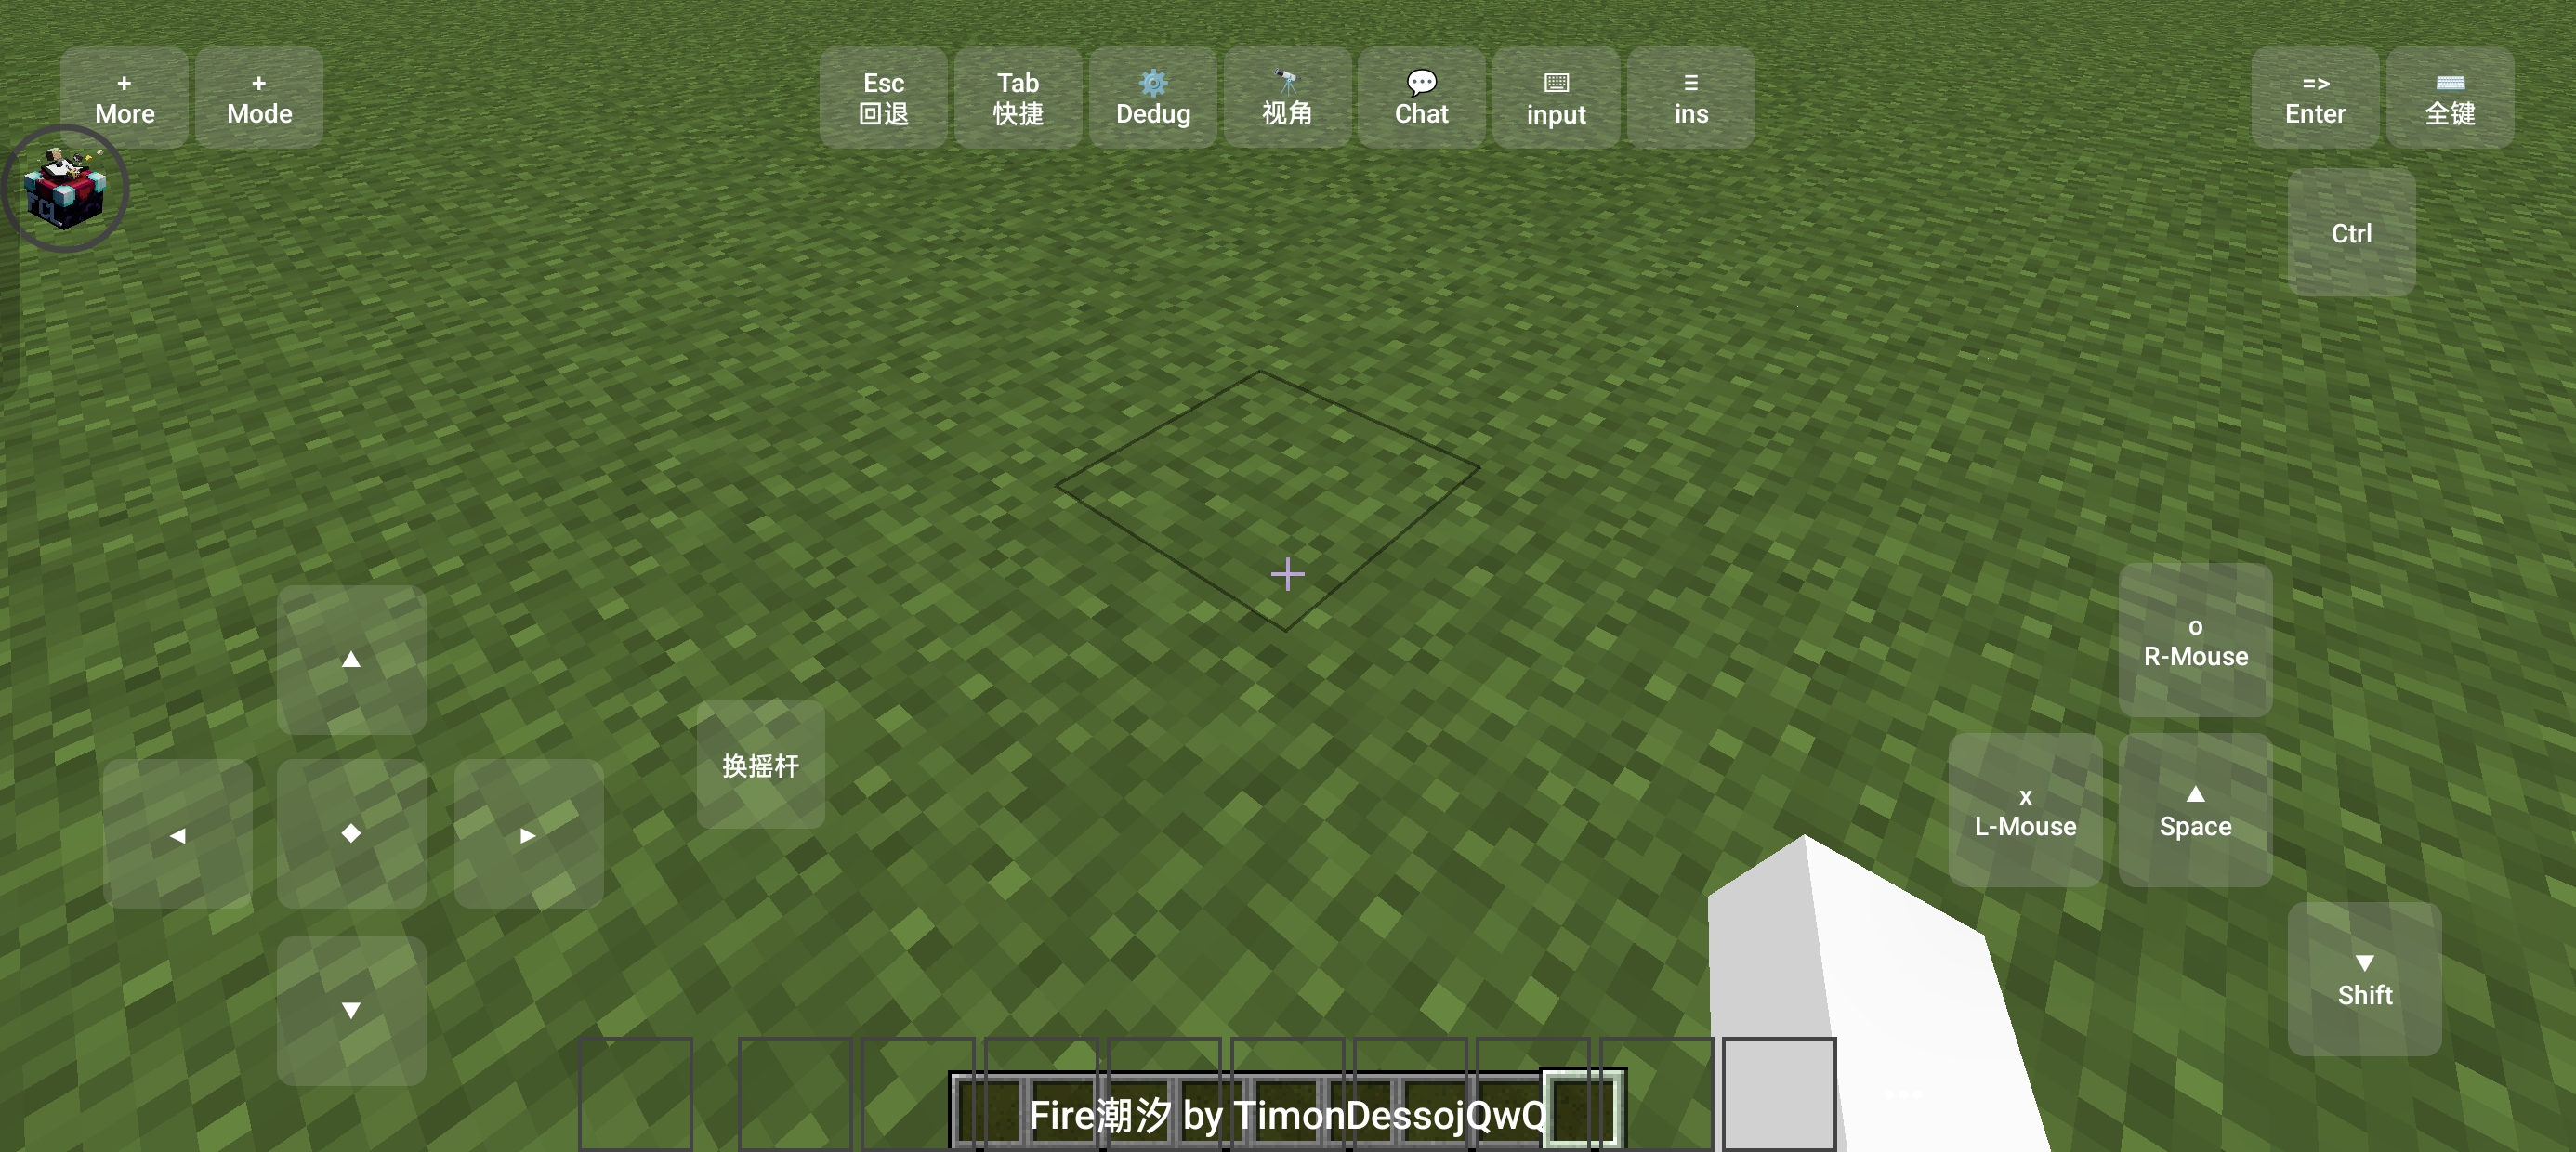 +
More
+
Mode
Esc
回退
Tab
快捷
Dedug
视角
Chat
input
ins
=>
Enter
全键
FCL
Ctrl
o
R-Mouse
换摇杆
x
L-Mouse
Space
Shift
Fire潮汐 by TimonDessojQwQ